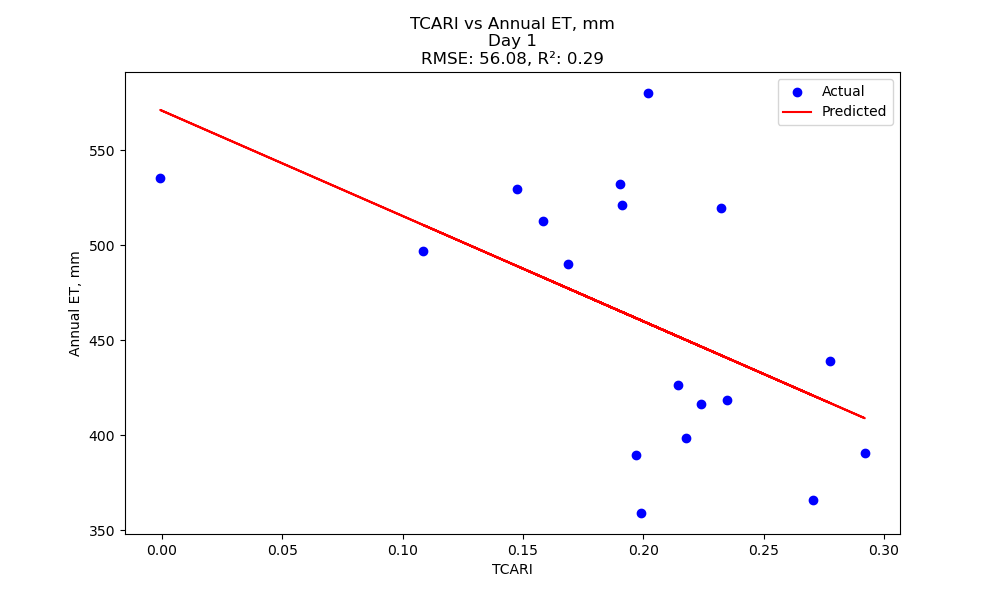 TCARI vs Annual ET, mm
Day 1
RMSE: 56.08, R²: 0.29
Actual
Predicted
Annual ET, mm
550
500
450
400
350
0.00 0.05 0.10 0.15 0.20 0.25 0.30
TCARI